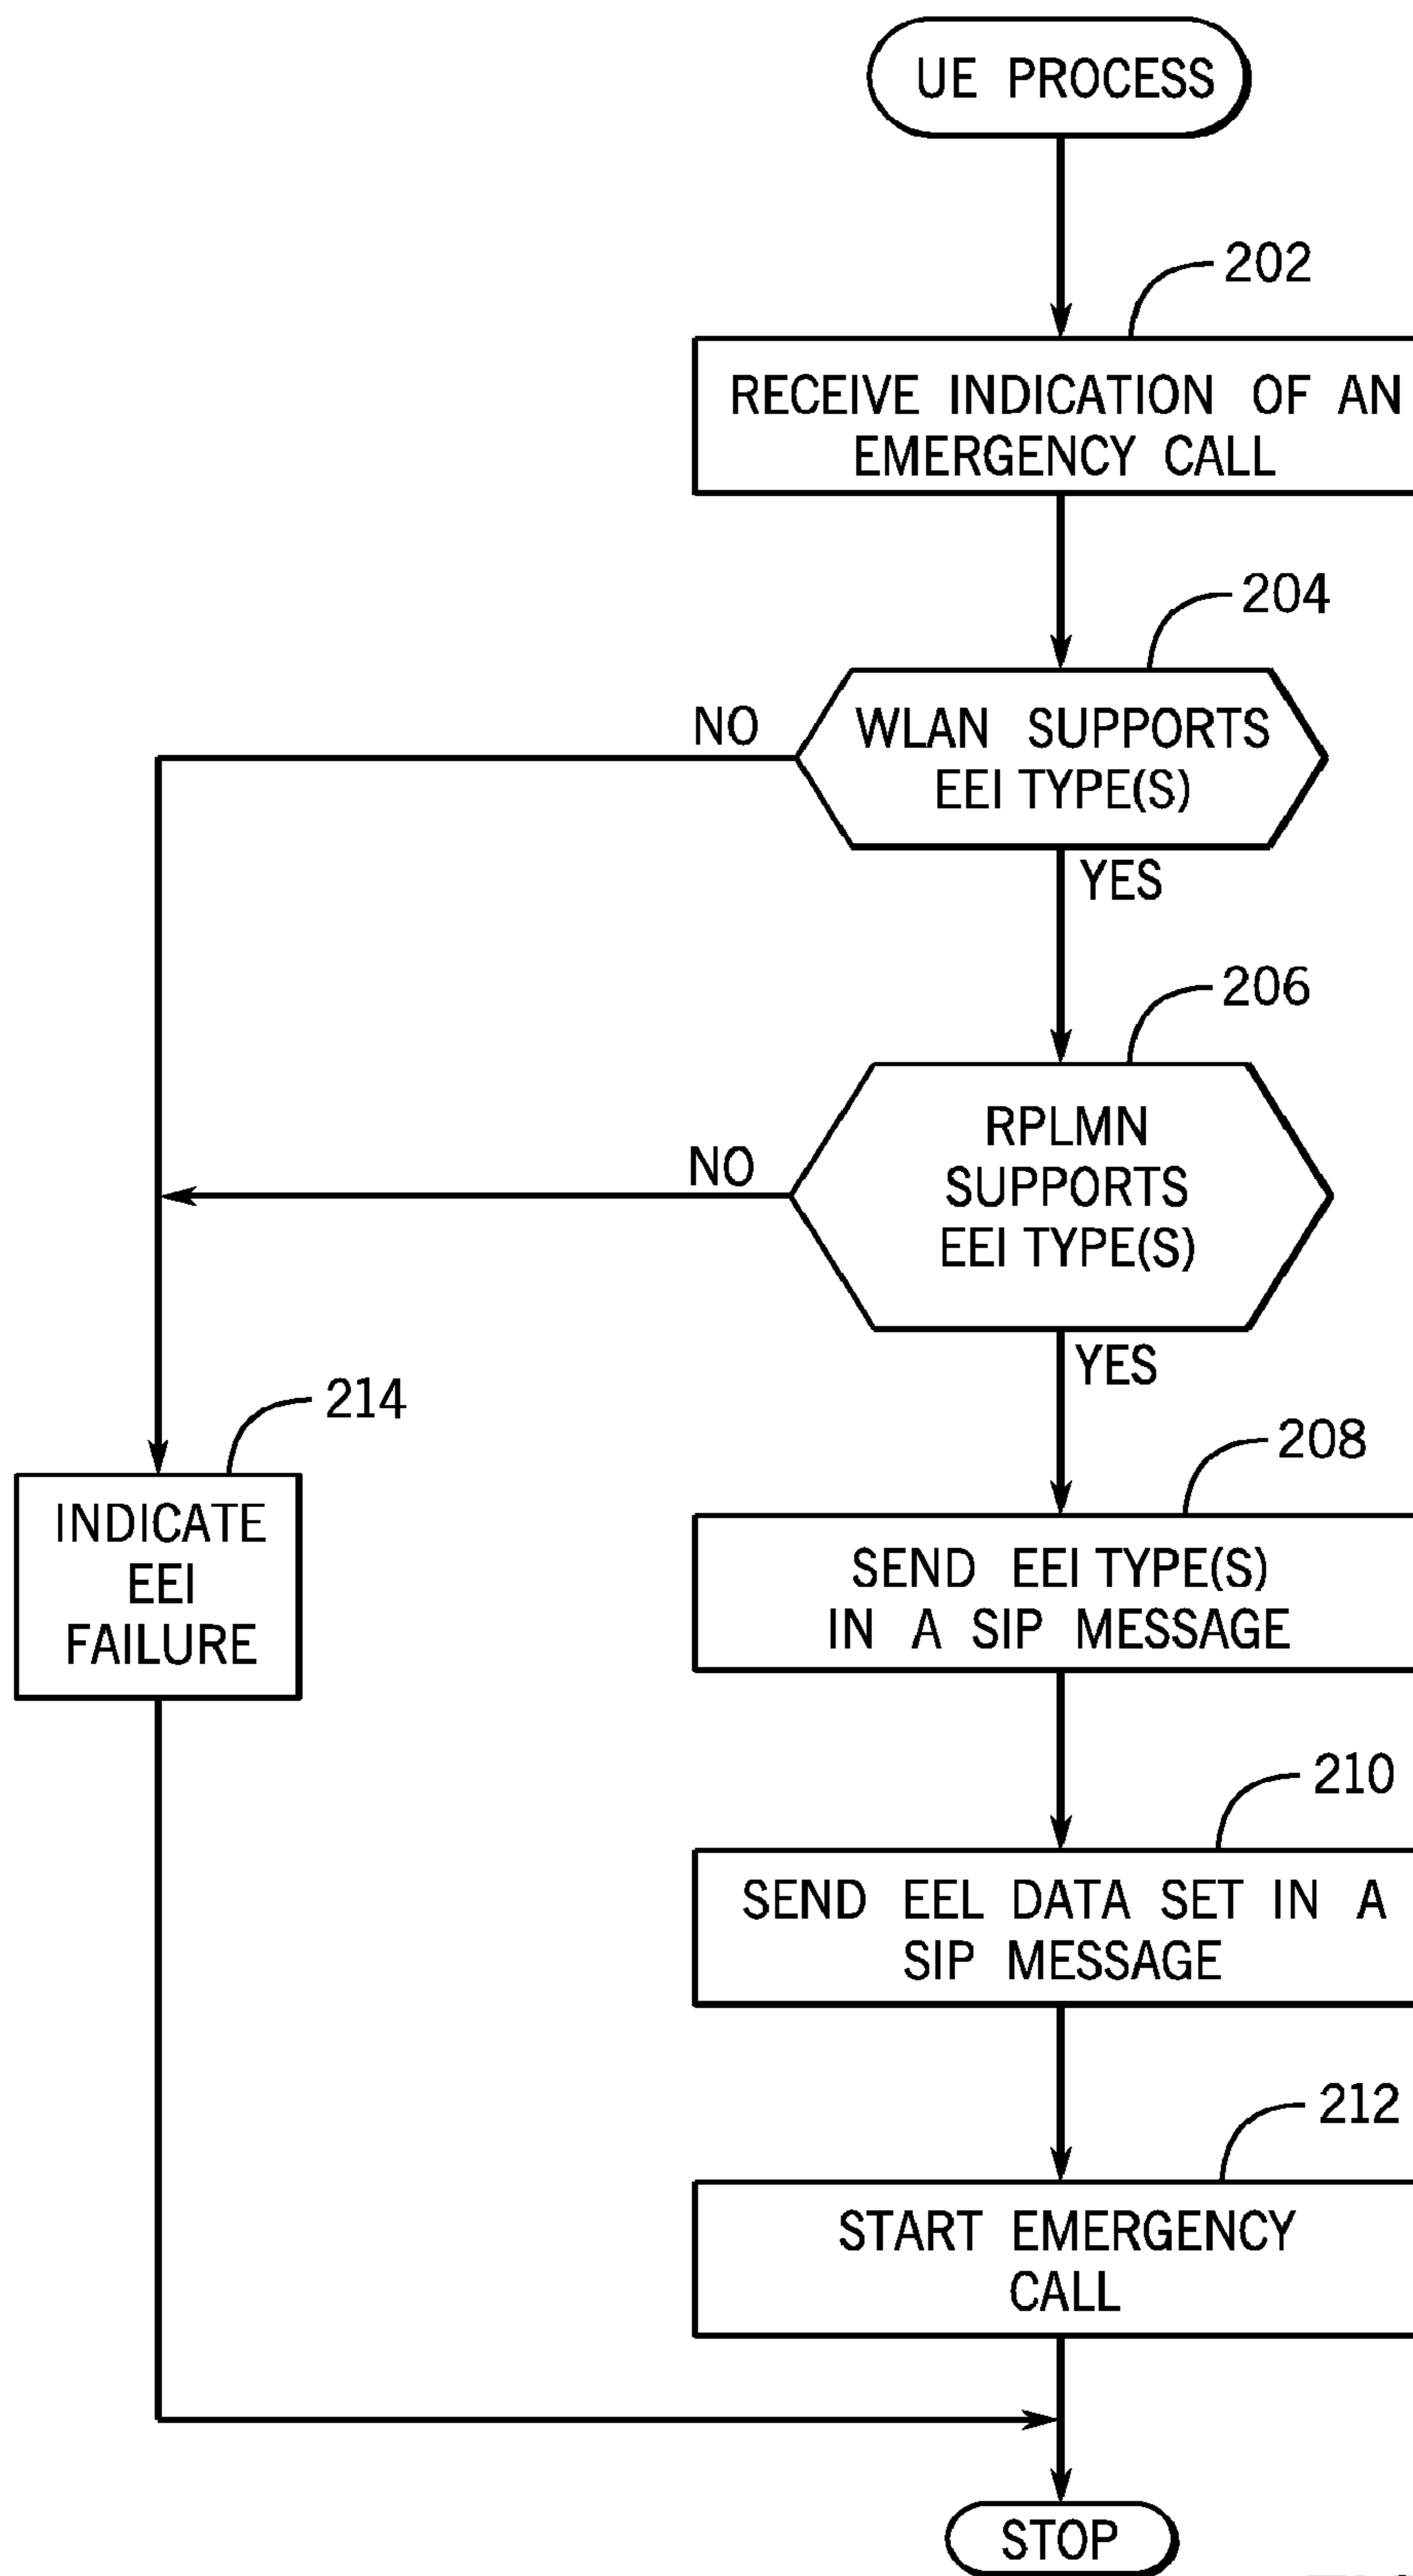 UE PROCESS
202
RECEIVE INDICATION OF AN
EMERGENCY CALL
204
NO
WLAN SUPPORTS
EEI TYPE(S)
YES
206
NO
RPLMN
SUPPORTS
EEI TYPE(S)
YES
214
INDICATE
EEI
FAILURE
208
SEND EEI TYPE(S)
IN A SIP MESSAGE
210
SEND EEL DATA SET IN A
SIP MESSAGE
212
START EMERGENCY
CALL
STOP